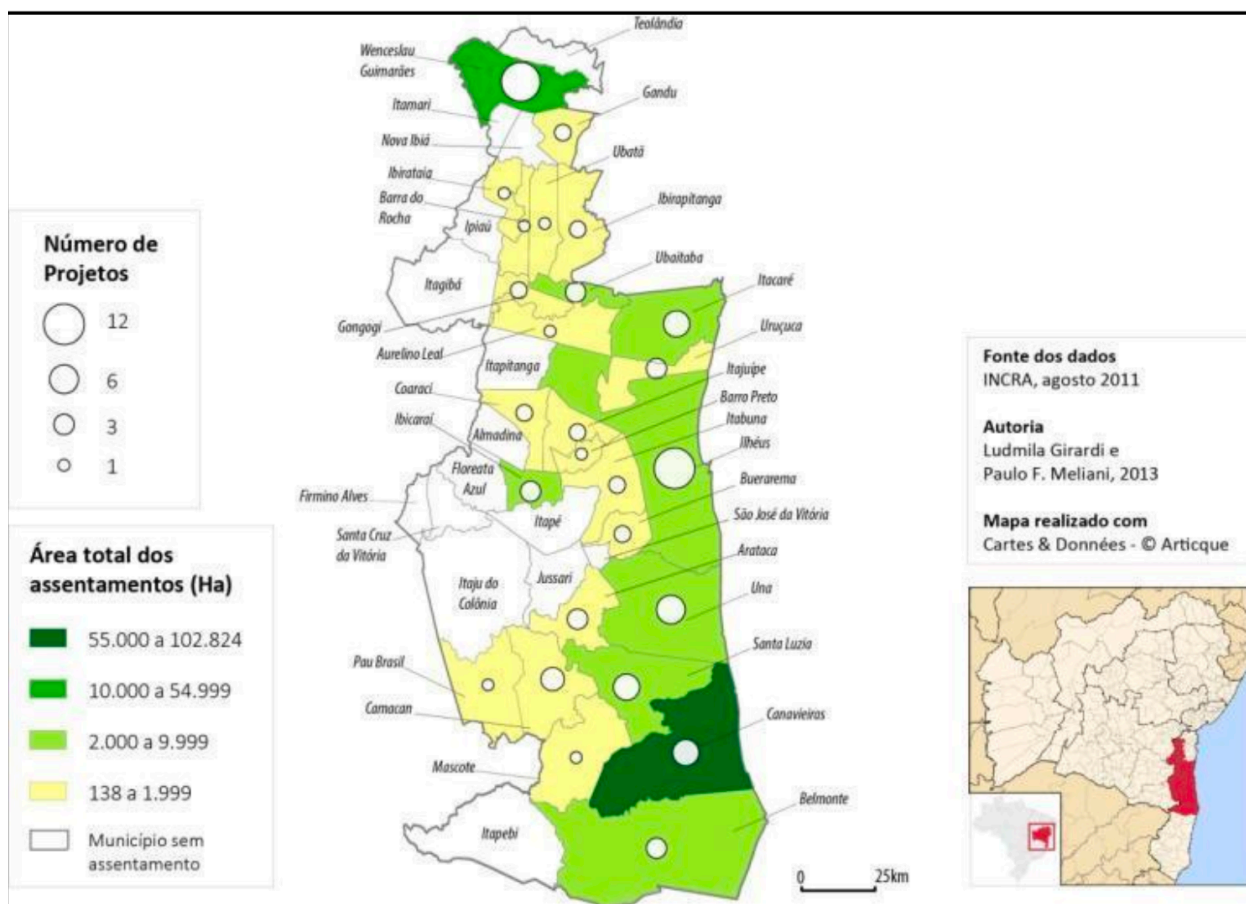 Teolândia
Wenceslau
Guimarães
Itamari
Gandu
Nova Ibiá
Ubatã
Ibirataia
Barra do
Rocha
Ibirapitanga
Ipiaú
Ubaitaba
Itagibá
Itacaré
Gongogi
Uruçuca
Aurelino Leal
Itapitanga
Itajuípe
Coaraci
Barro Preto
Ibicaraí
Itabuna
Almadina
Ilhéus
Floreata
Azul
Buerarema
Firmino Alves
São José da Vitória
Santa Cruz
da Vitória
Itapé
Arataca
Jussari
Itaju do
Colônia
Una
Santa Luzia
Pau Brasil
Camacan
Canavieiros
Mascote
Belmonte
Itapebi
0
25km
Número de
Projetos
12
6
3
1
Área total dos
assentamentos (Ha)
55.000 a 102.824
10.000 a 54.999
2.000 a 9.999
138 a 1.999
Município sem
assentamento
Fonte dos dados
INCRA, agosto 2011
Autoria
Ludmila Girardi e
Paulo F. Meliani, 2013
Mapa realizado com
Cartes & Données - © Articque